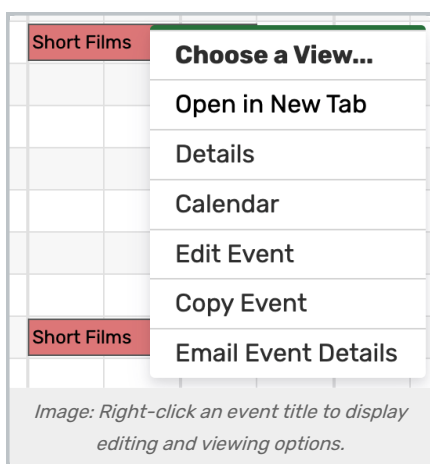 Short Films
Choose a View...
Open in New Tab
Details
Calendar
Edit Event
Copy Event
Short Films
Email Event Details
Image: Right-click an event title to display
editing and viewing options.